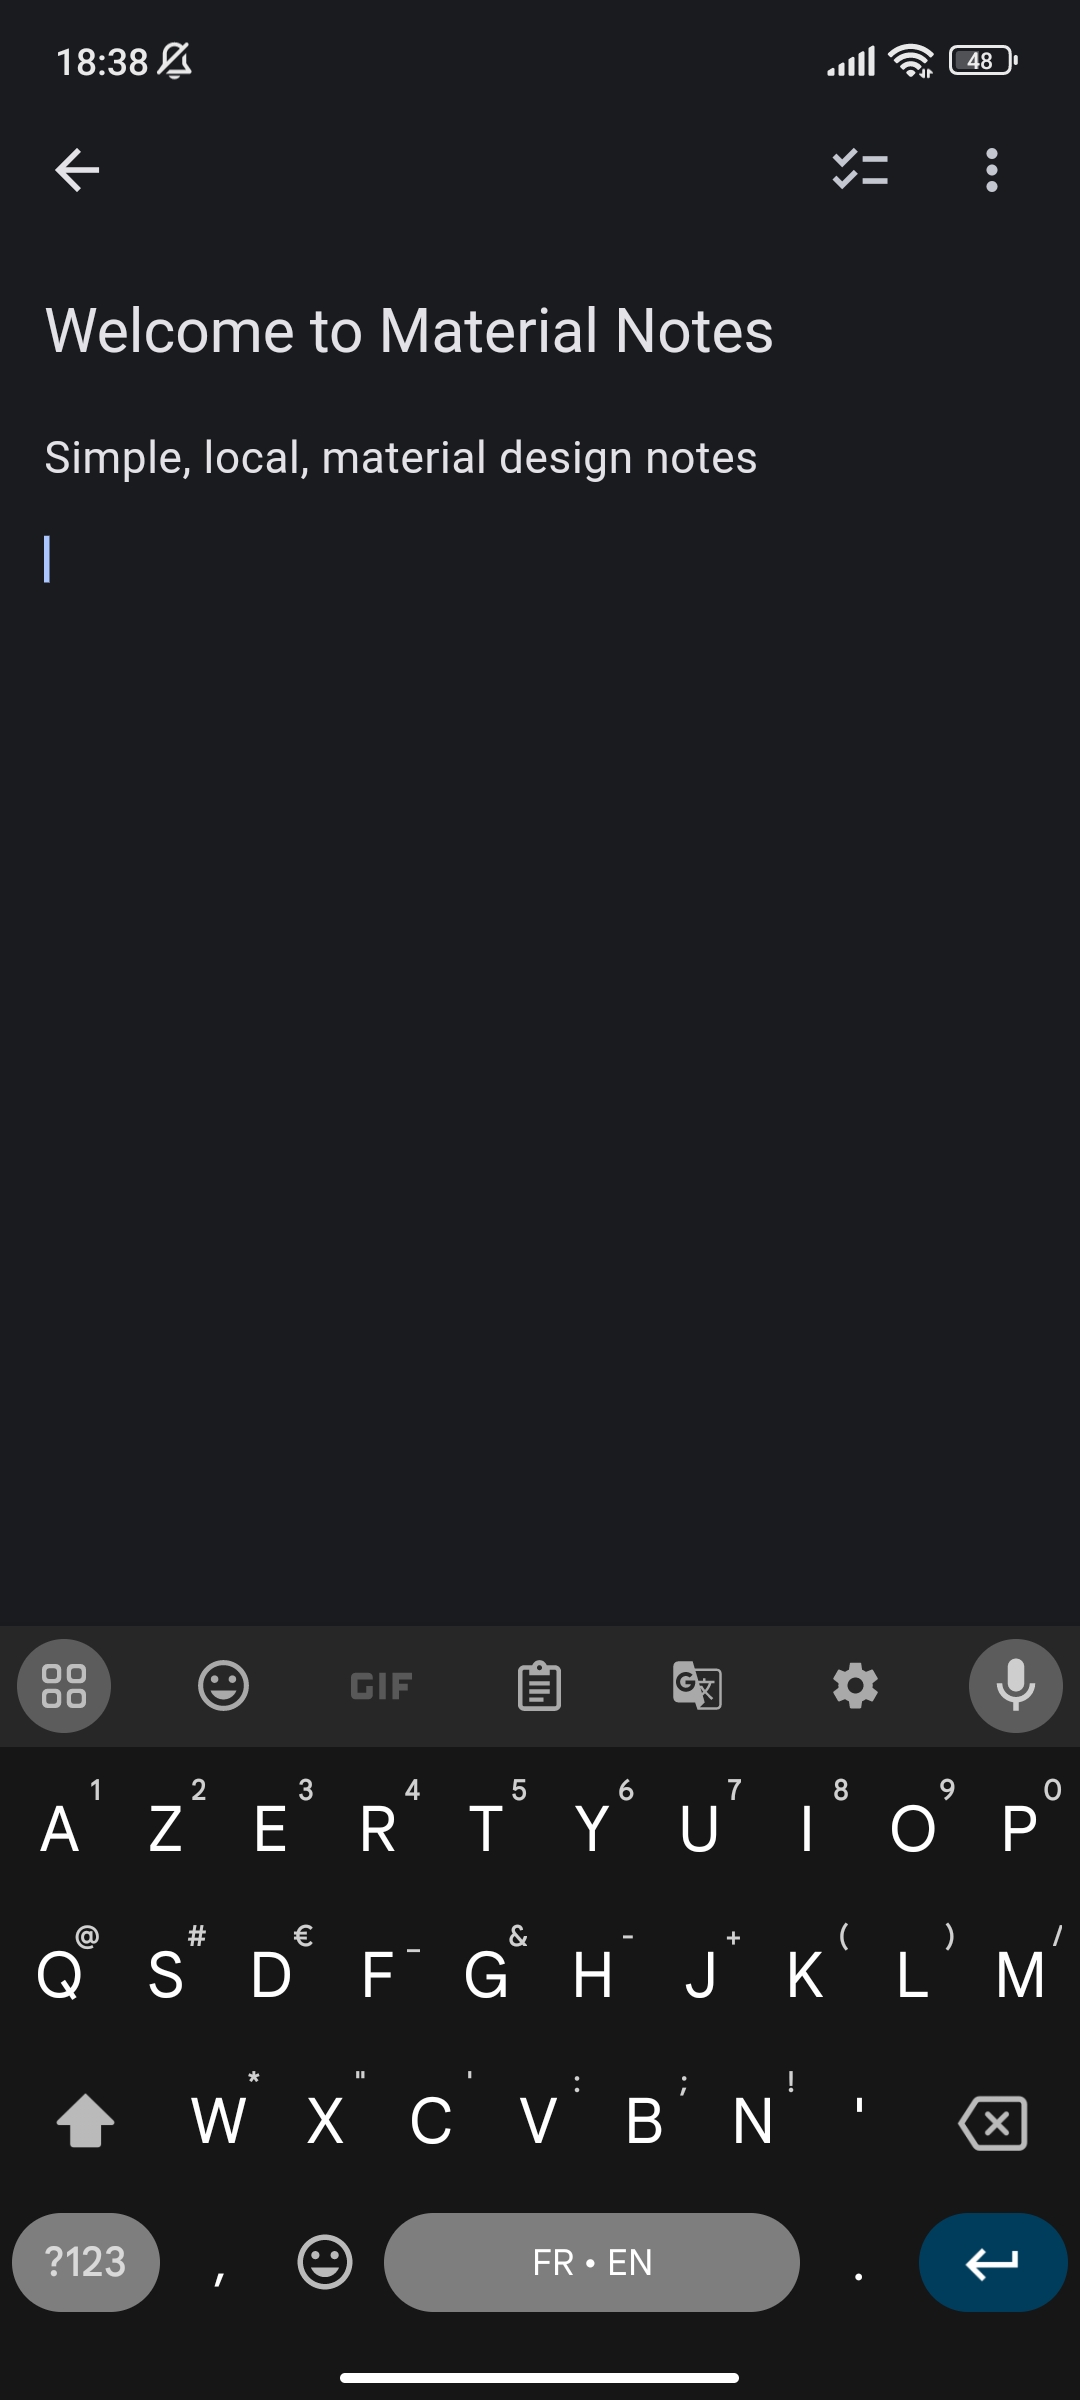 18:38
48
Welcome to Material Notes
Simple, local, material design notes
GIF
G 文
1 2 3 4 5 6 7 8 9 0
A Z E R T Y U I O P
@ # € _ & - + ( ) /
Q S D F G H J K L M
* " ' : ; !
W X C V B N '
?123 , FR • EN .